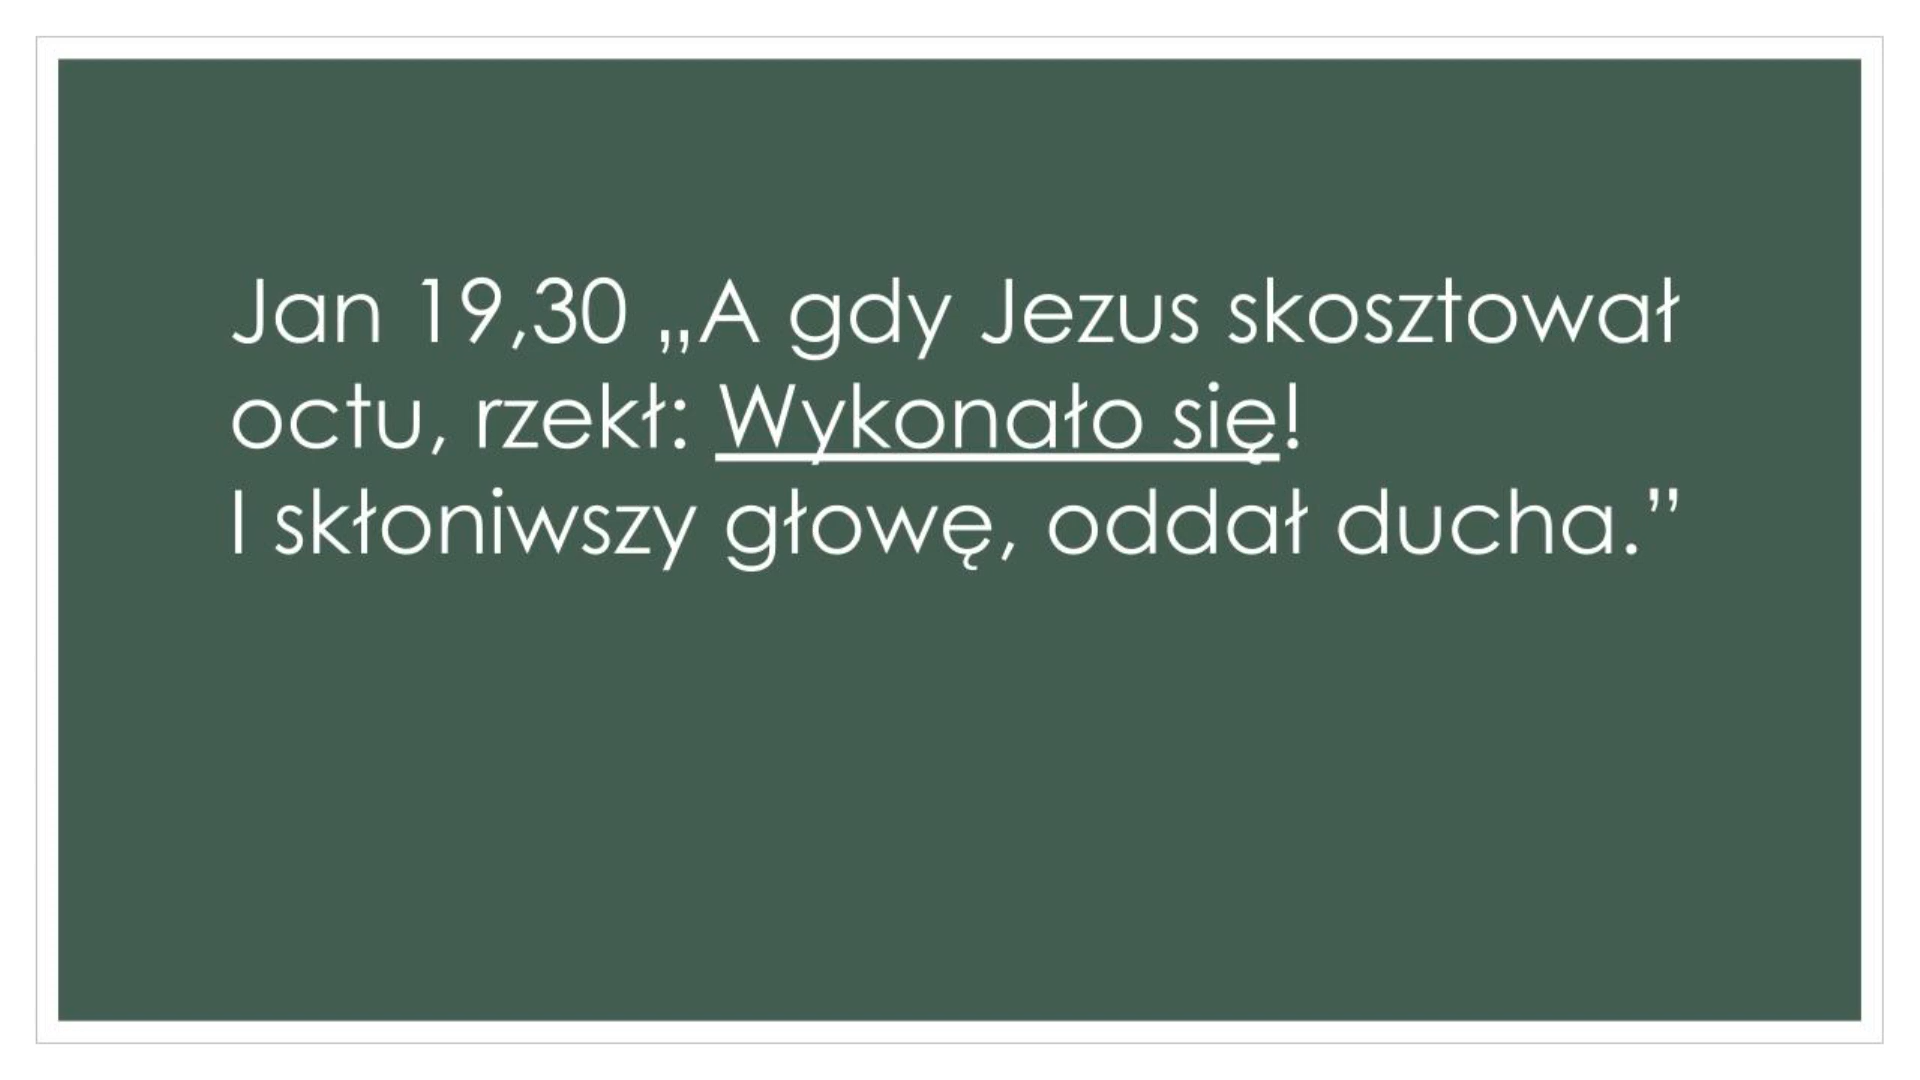 Jan 19,30 „A gdy Jezus skosztował
octu, rzekł: Wykonało się!
I skłoniwszy głowę, oddał ducha.”